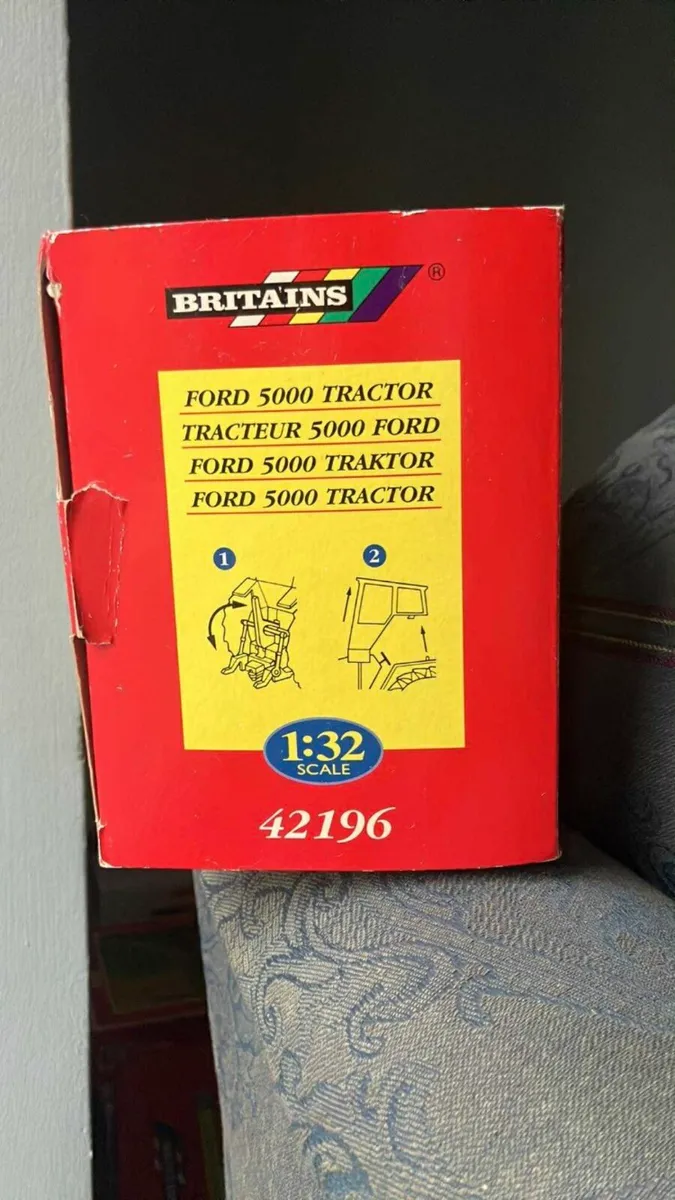 BRITAINS ®
FORD 5000 TRACTOR
TRACTEUR 5000 FORD
FORD 5000 TRAKTOR
FORD 5000 TRACTOR
1 2
1:32
SCALE
42196